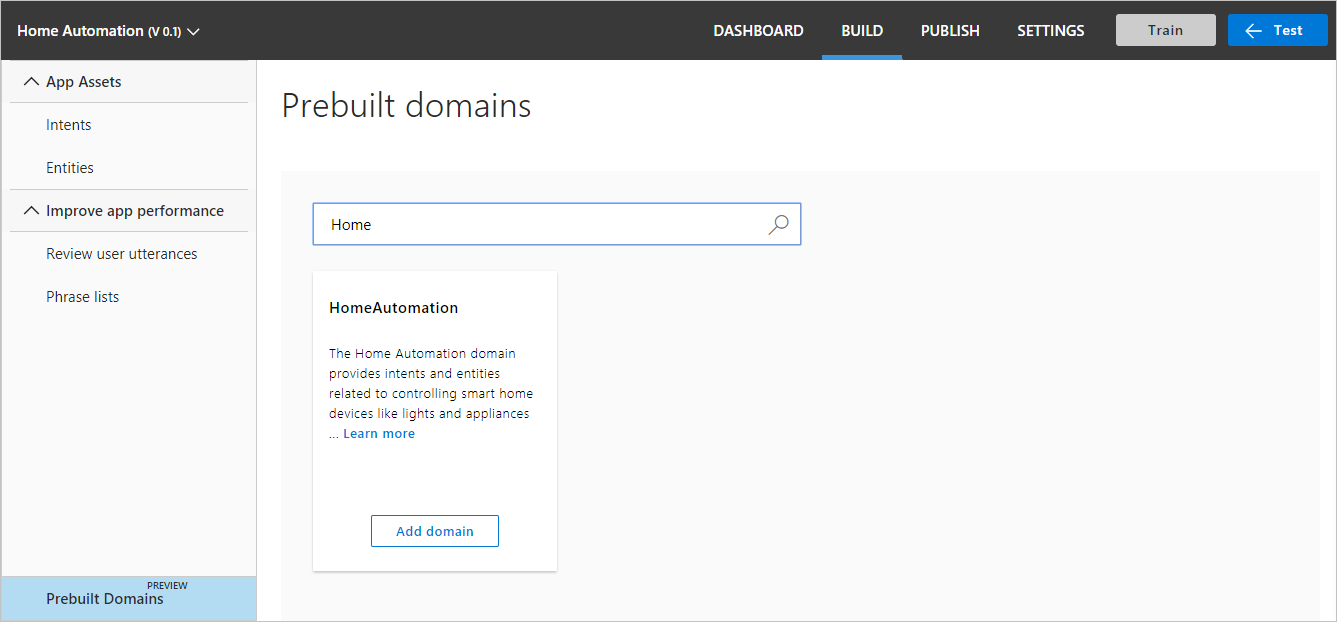 Home Automation (V 0.1)
DASHBOARD
BUILD
PUBLISH
SETTINGS
Train
Test
App Assets
Intents
Entities
Improve app performance
Review user utterances
Phrase lists
PREVIEW
Prebuilt Domains
Prebuilt domains
Home
HomeAutomation
The Home Automation domain
provides intents and entities
related to controlling smart home
devices like lights and appliances
... Learn more
Add domain